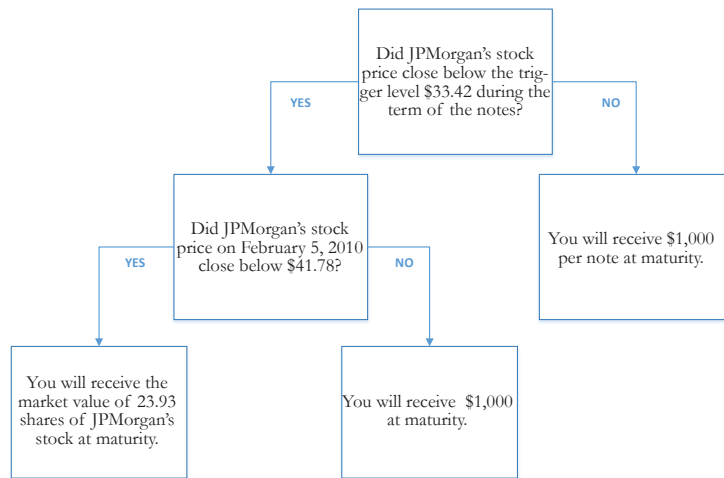 Did JPMorgan's stock
price close below the trig-
ger level $33.42 during the
term of the notes?
YES
NO
Did JPMorgan's stock
price on February 5, 2010
close below $41.78?
You will receive $1,000
per note at maturity.
YES
NO
You will receive the
market value of 23.93
shares of JPMorgan's
stock at maturity.
You will receive $1,000
at maturity.